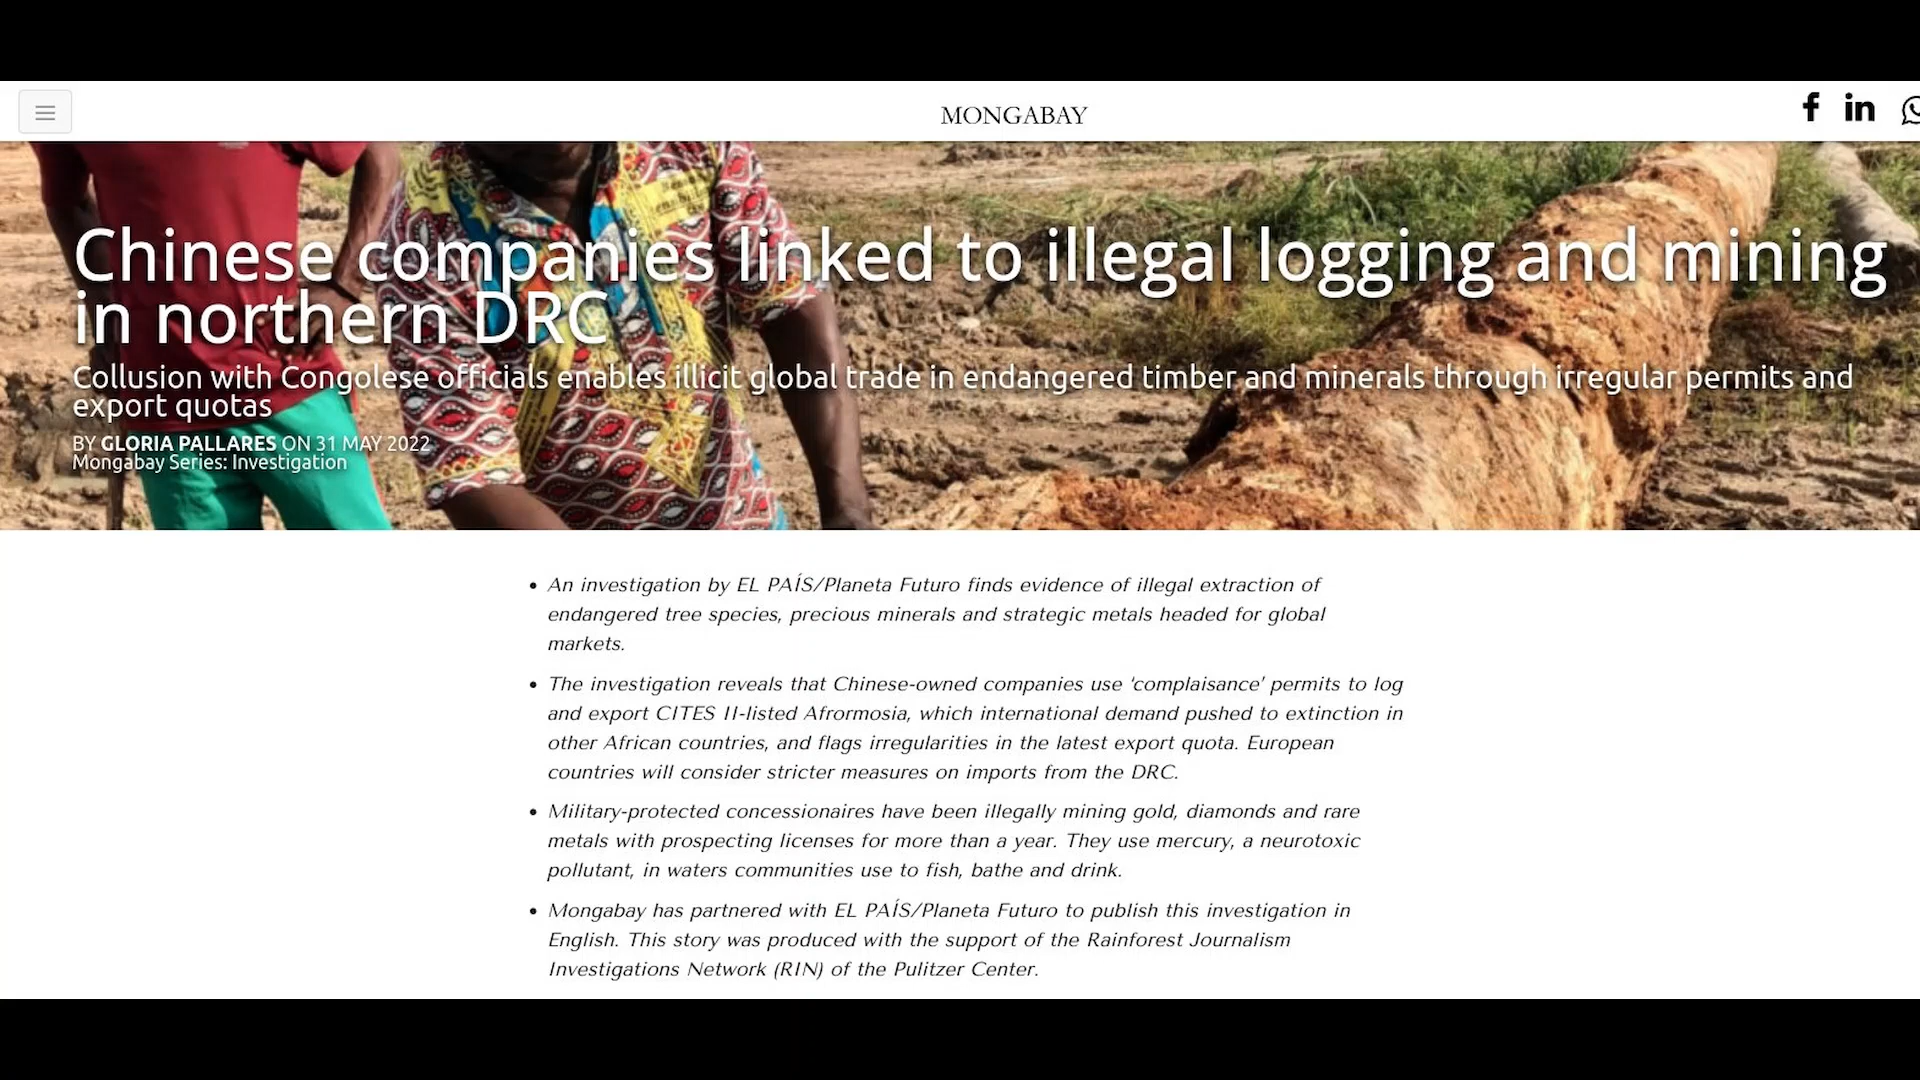 MONGABAY
Chinese companies linked to illegal logging and mining
in northern DRC
Collusion with Congolese officials enables illicit global trade in endangered timber and minerals through irregular permits and
export quotas
BY GLORIA PALLARES ON 31 MAY 2022
Mongabay Series: Investigation
• An investigation by EL PAÍS/Planeta Futuro finds evidence of illegal extraction of
endangered tree species, precious minerals and strategic metals headed for global
markets.
• The investigation reveals that Chinese-owned companies use ‘complaisance’ permits to log
and export CITES II-listed Afrormosia, which international demand pushed to extinction in
other African countries, and flags irregularities in the latest export quota. European
countries will consider stricter measures on imports from the DRC.
• Military-protected concessionaires have been illegally mining gold, diamonds and rare
metals with prospecting licenses for more than a year. They use mercury, a neurotoxic
pollutant, in waters communities use to fish, bathe and drink.
• Mongabay has partnered with EL PAÍS/Planeta Futuro to publish this investigation in
English. This story was produced with the support of the Rainforest Journalism
Investigations Network (RIN) of the Pulitzer Center.